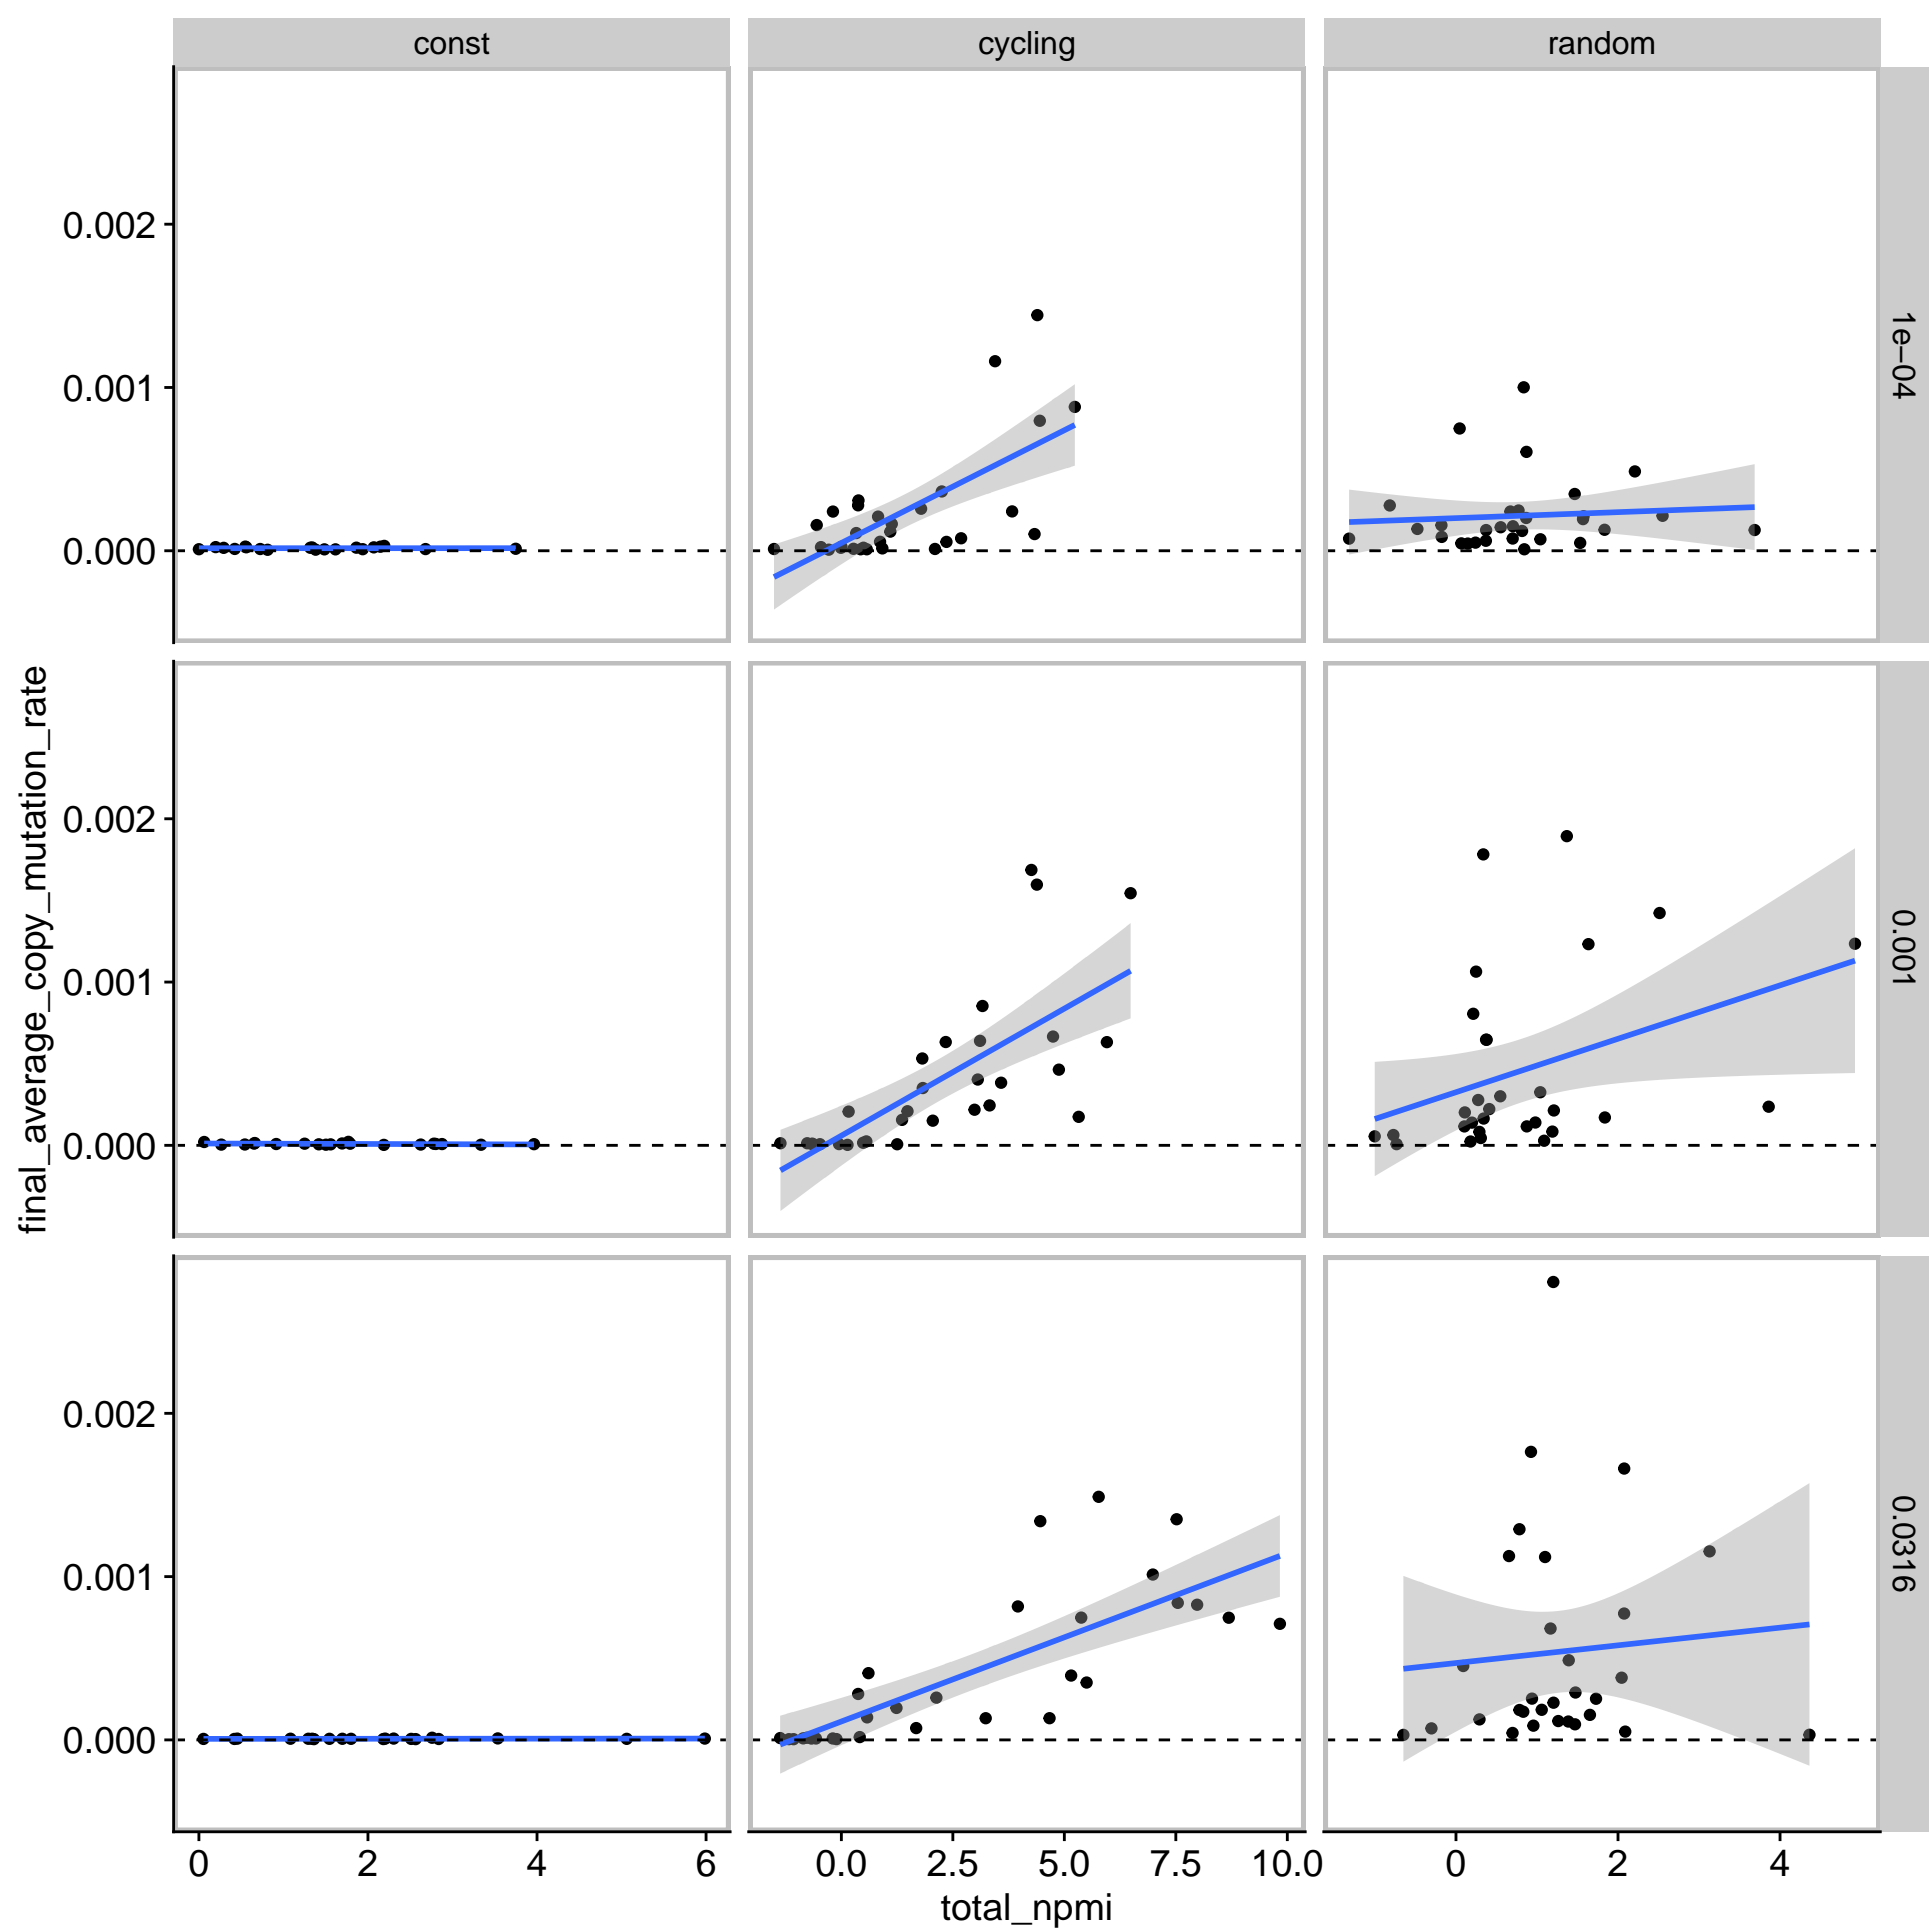 const cycling random
0.002
0.001
0.000
1e−04
final_average_copy_mutation_rate
0.002
0.001
0.000
0.001
0.002
0.001
0.000
0.0316
0 2 4 6 0.0 2.5 5.0 7.5 10.0 0 2 4
total_npmi